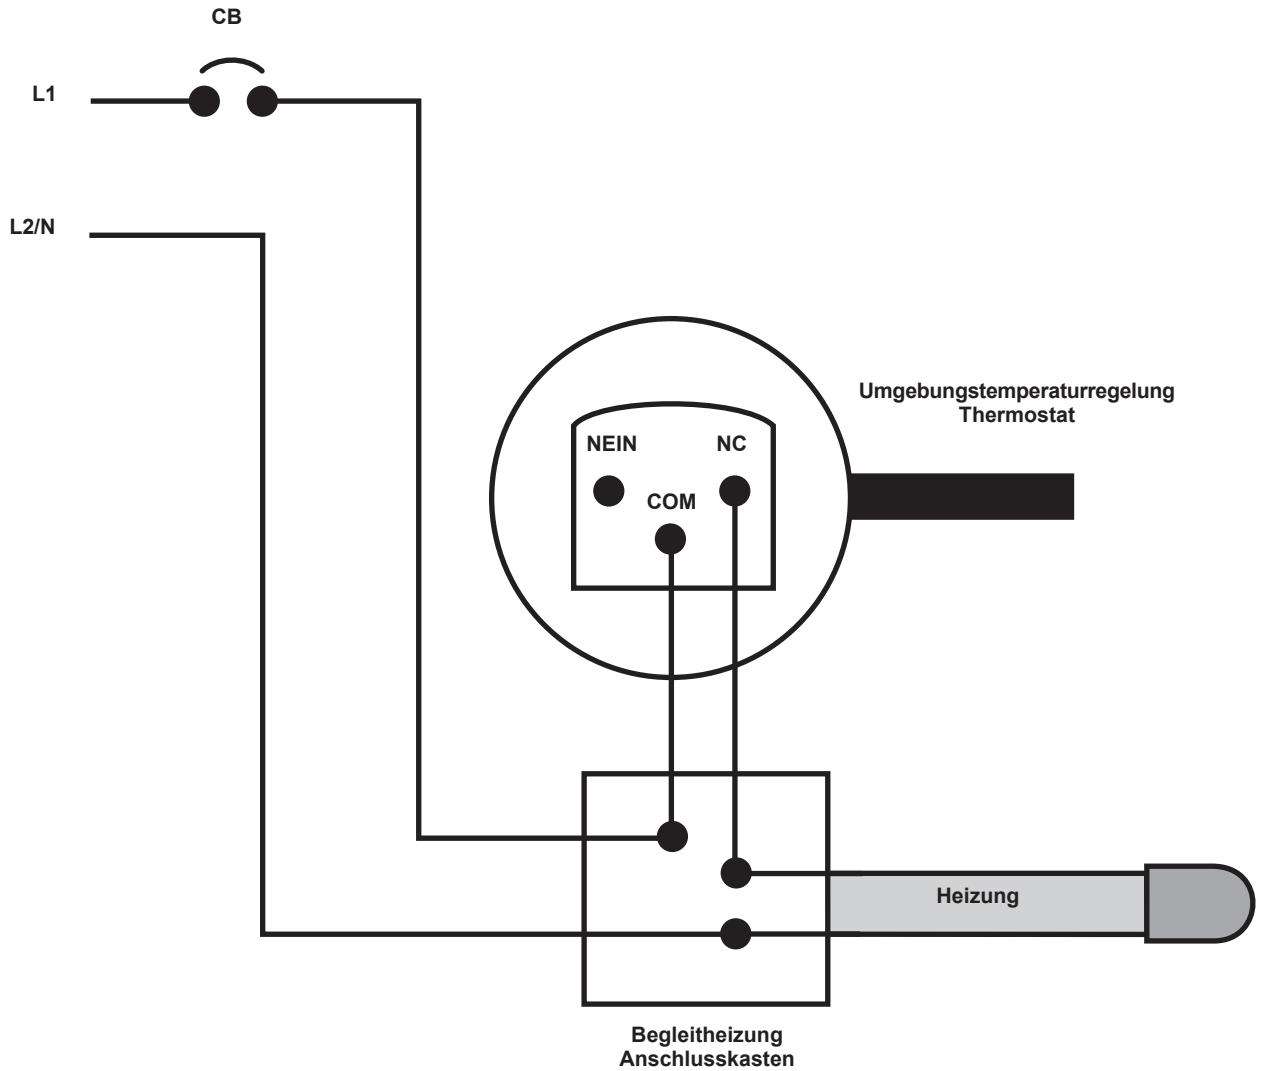 CB
L1
L2/N
Umgebungstemperaturregelung
Thermostat
NEIN
NC
COM
Heizung
Begleitheizung
Anschlusskasten